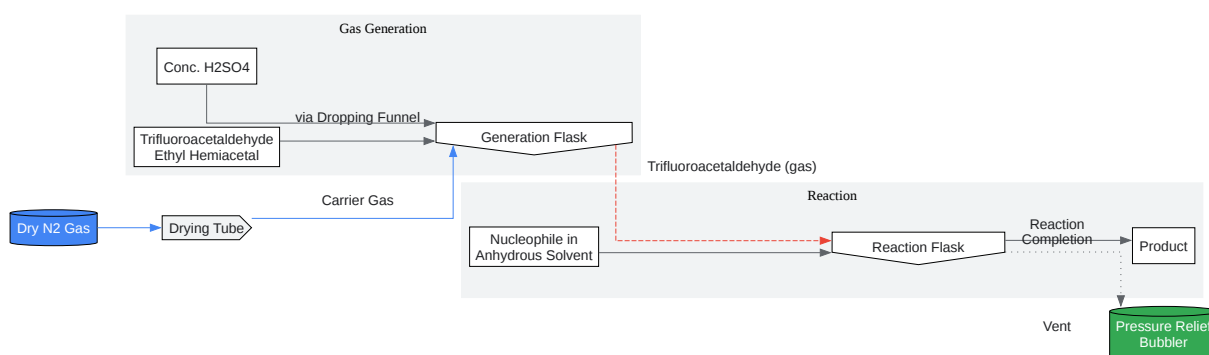 Gas Generation
Conc. H2SO4
via Dropping Funnel
Trifluoroacetaldehyde
Ethyl Hemiacetal
Generation Flask
Trifluoroacetaldehyde (gas)
Carrier Gas
Dry N2 Gas
Drying Tube
Reaction
Nucleophile in
Anhydrous Solvent
Reaction Flask
Reaction
Completion
Product
Vent
Pressure Relief
Bubbler